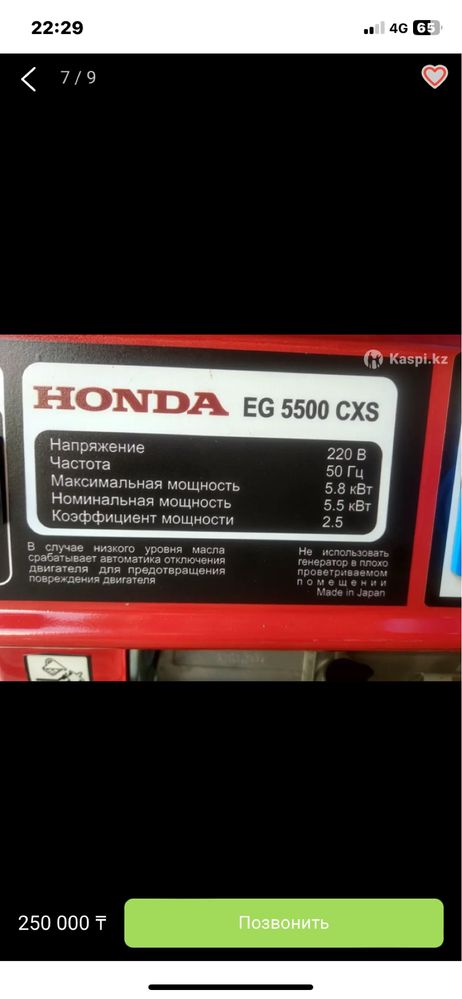 22:29
4G 65
7 / 9
Kaspi.kz
HONDA EG 5500 CXS
Напряжение 220 В
Частота 50 Гц
Максимальная мощность 5.8 кВт
Номинальная мощность 5.5 кВт
Коэффициент мощности 2.5
В случае низкого уровня масла
срабатывает автоматика отключения
двигателя для предотвращения
повреждения двигателя
Не использовать
генератор в плохо
проветриваемом
помещении
Made in Japan
250 000 ₸
Позвонить